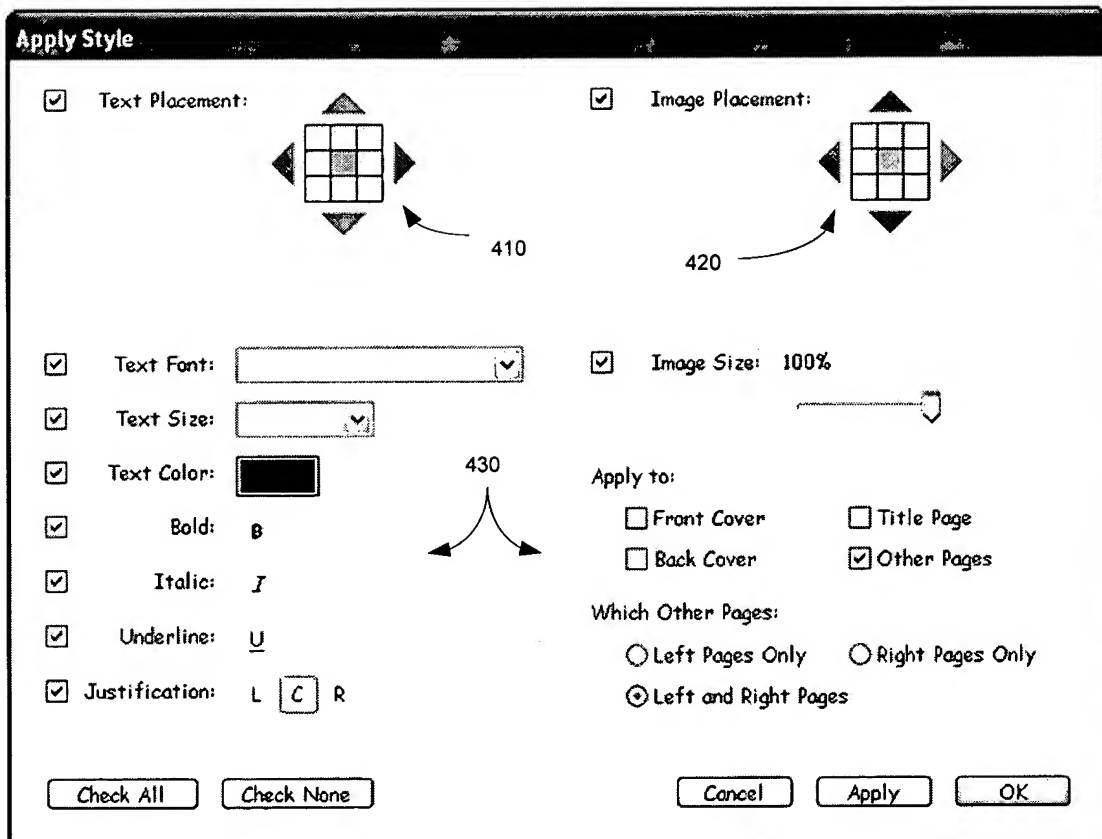 Apply Style
Text Placement:
Image Placement:
410
420
Text Font:
Image Size: 100%
Text Size:
Text Color:
430
Apply to:
Bold: B
Front Cover
Title Page
Italic: I
Back Cover
Other Pages
Underline: U
Which Other Pages:
Left Pages Only
Right Pages Only
Justification: L C R
Left and Right Pages
Check All
Check None
Cancel
Apply
OK